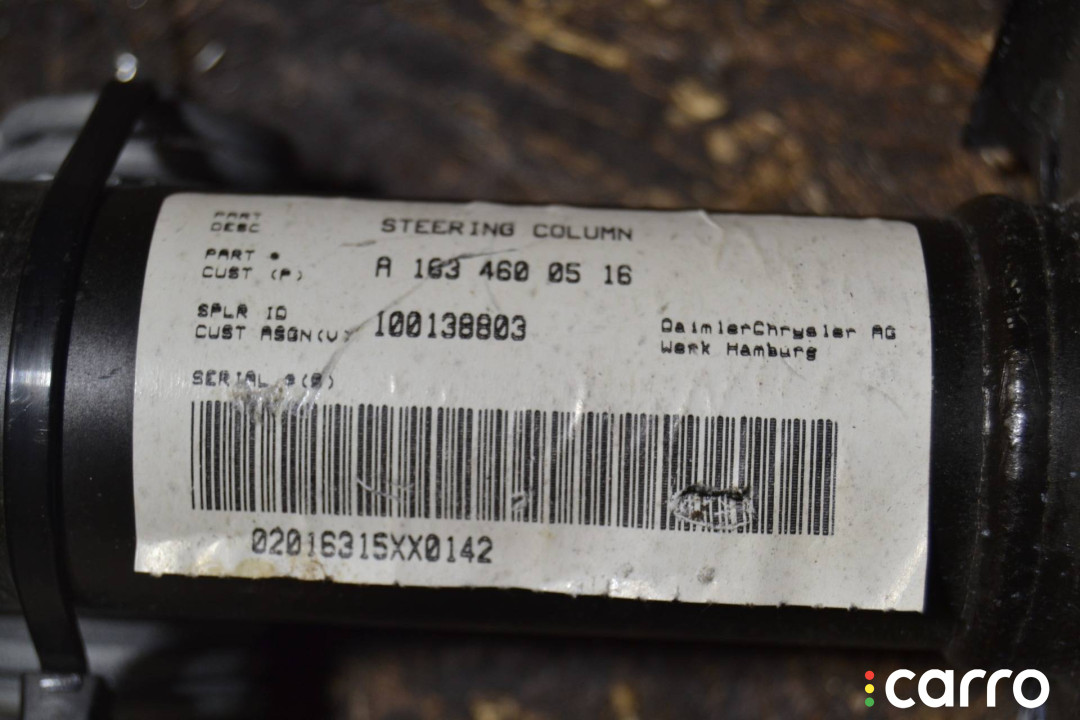 PART
DESC
STEERING COLUMN
PART #
CUST (P)
A 163 460 05 16
SPLR ID
CUST ASGN(V)
100138803
DaimlerChrysler AG
Werk Hamburg
SERIAL #(S)
02016315XX0142
carro